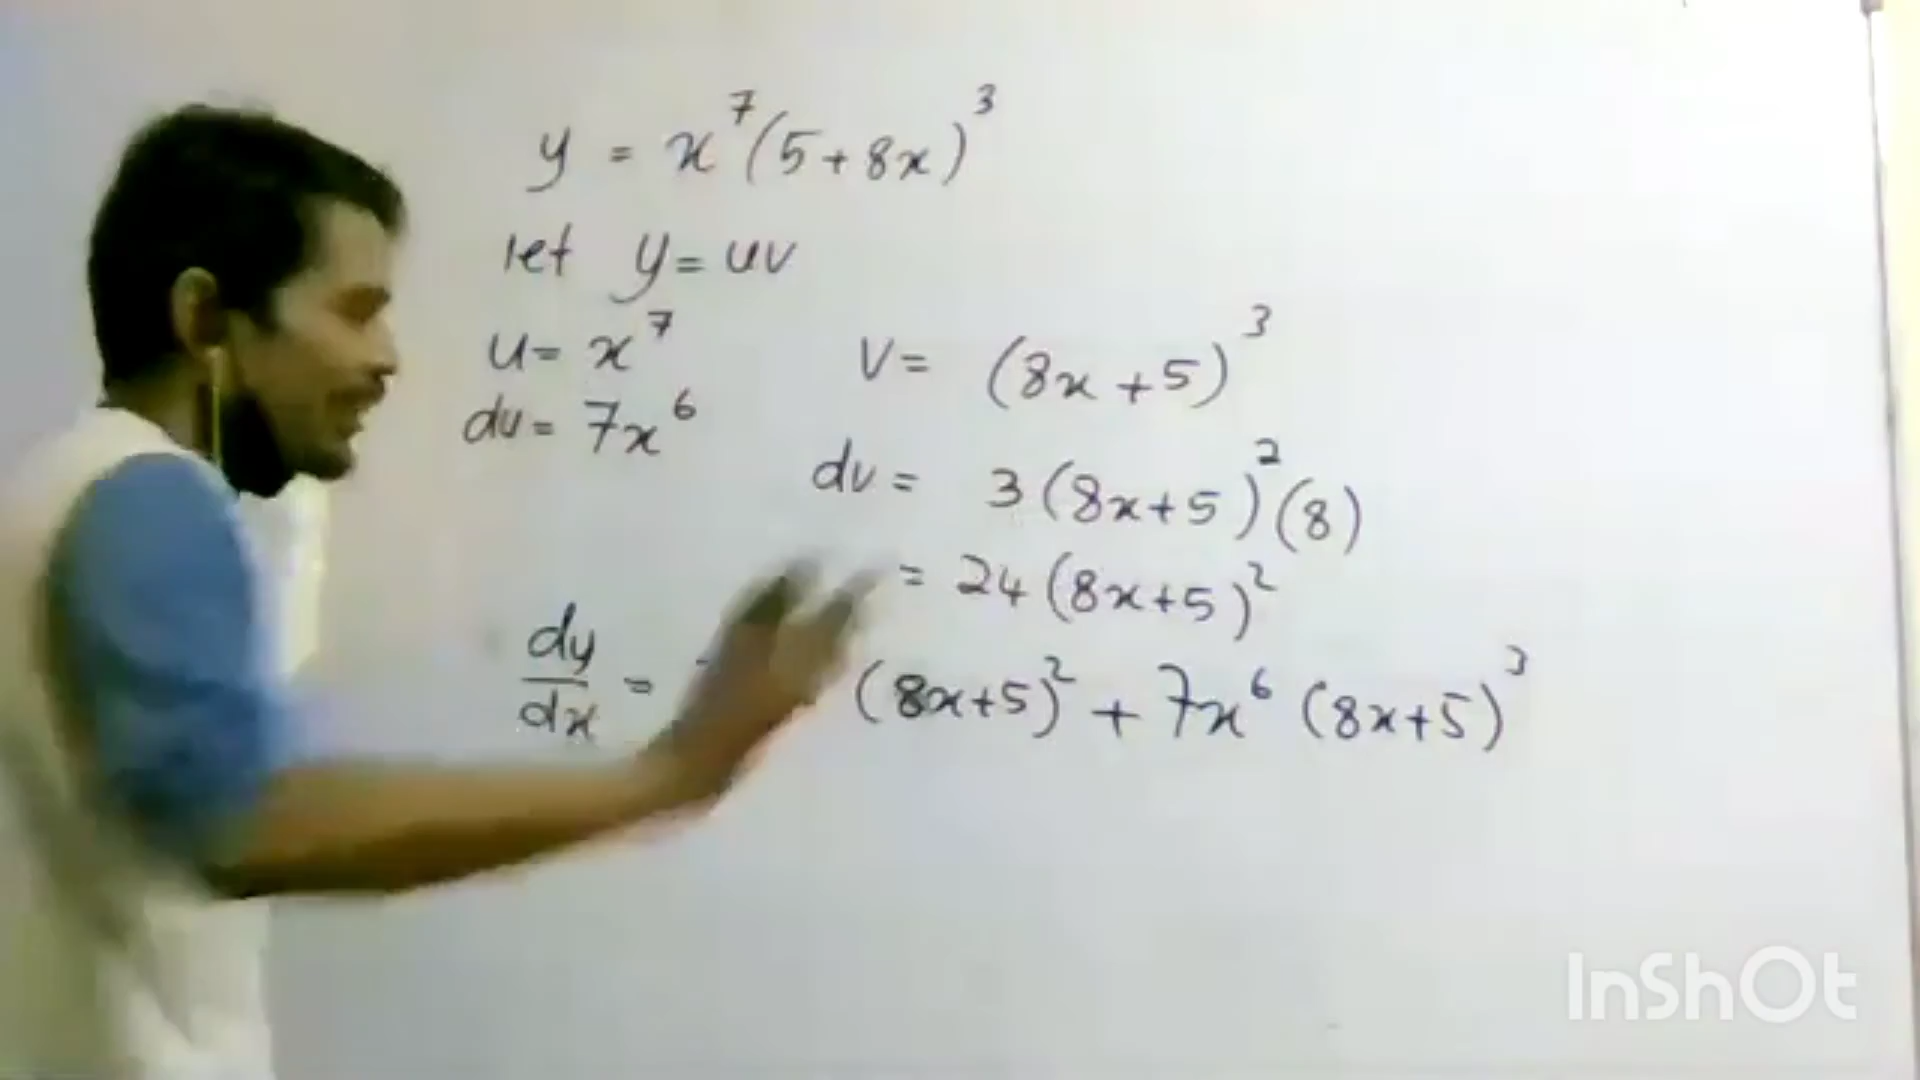 y = x⁷(5+8x)³
let y = uv
u = x⁷ v = (8x+5)³
du = 7x⁶
dv = 3(8x+5)²(8)
= 24(8x+5)²
dy/dx = (8x+5)² + 7x⁶(8x+5)³
InShOt